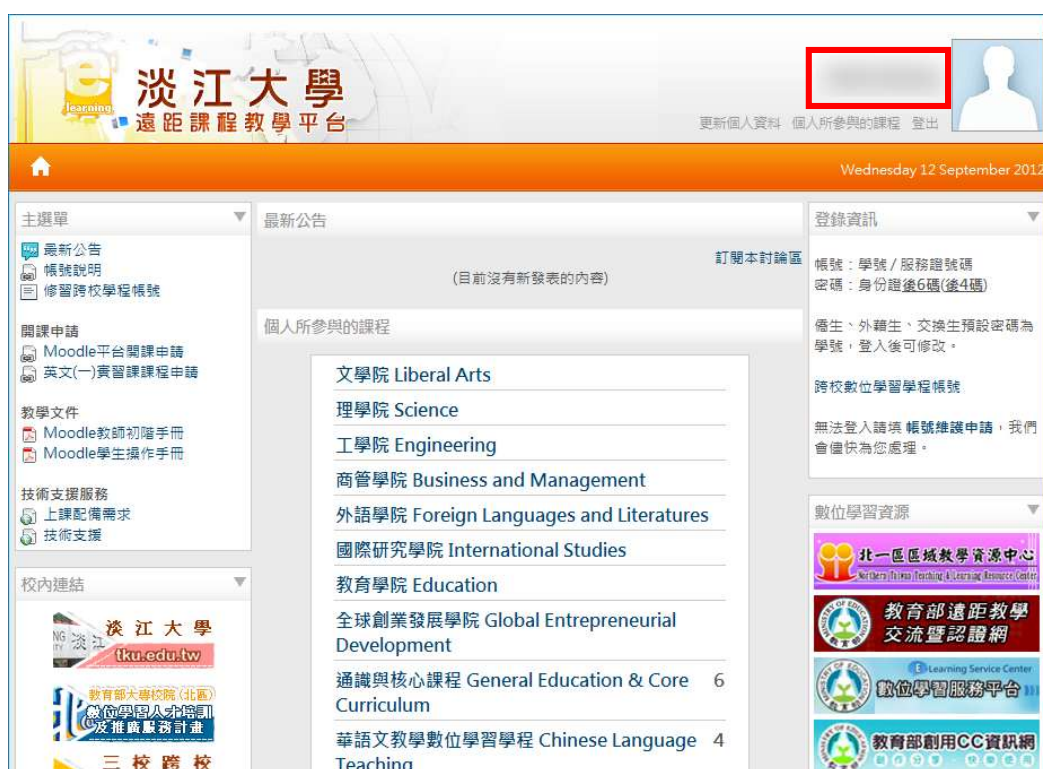 e
learning
淡江大學
遠距課程教學平台
更新個人資料 個人所參與的課程 登出
Wednesday 12 September 2012
主選單
最新公告
帳號說明
修習跨校學程帳號
開課申請
Moodle平台開課申請
英文(一)實習課課程申請
教學文件
Moodle教師初階手冊
Moodle學生操作手冊
技術支援服務
上課配備需求
技術支援
校內連結
淡江大學
tku.edu.tw
教育部大專校院(北區)
數位學習人才培訓
及推廣服務計畫
三校跨校
最新公告
訂閱本討論區
(目前沒有新發表的內容)
個人所參與的課程
文學院 Liberal Arts
理學院 Science
工學院 Engineering
商管學院 Business and Management
外語學院 Foreign Languages and Literatures
國際研究學院 International Studies
教育學院 Education
全球創業發展學院 Global Entrepreneurial
Development
通識與核心課程 General Education & Core 6
Curriculum
華語文教學數位學習學程 Chinese Language 4
Teaching
登錄資訊
帳號：學號/服務證號碼
密碼：身份證後6碼(後4碼)
僑生、外籍生、交換生預設密碼為
學號，登入後可修改。
跨校數位學習學程帳號
無法登入請填 帳號維護申請，我們
會儘快為您處理。
數位學習資源
北一區區域教學資源中心
Northern Taiwan Teaching & Learning Resource Center
教育部遠距教學
交流暨認證網
E-Learning Service Center
數位學習服務平台
教育部創用CC資訊網
創作分享 · 快樂使用